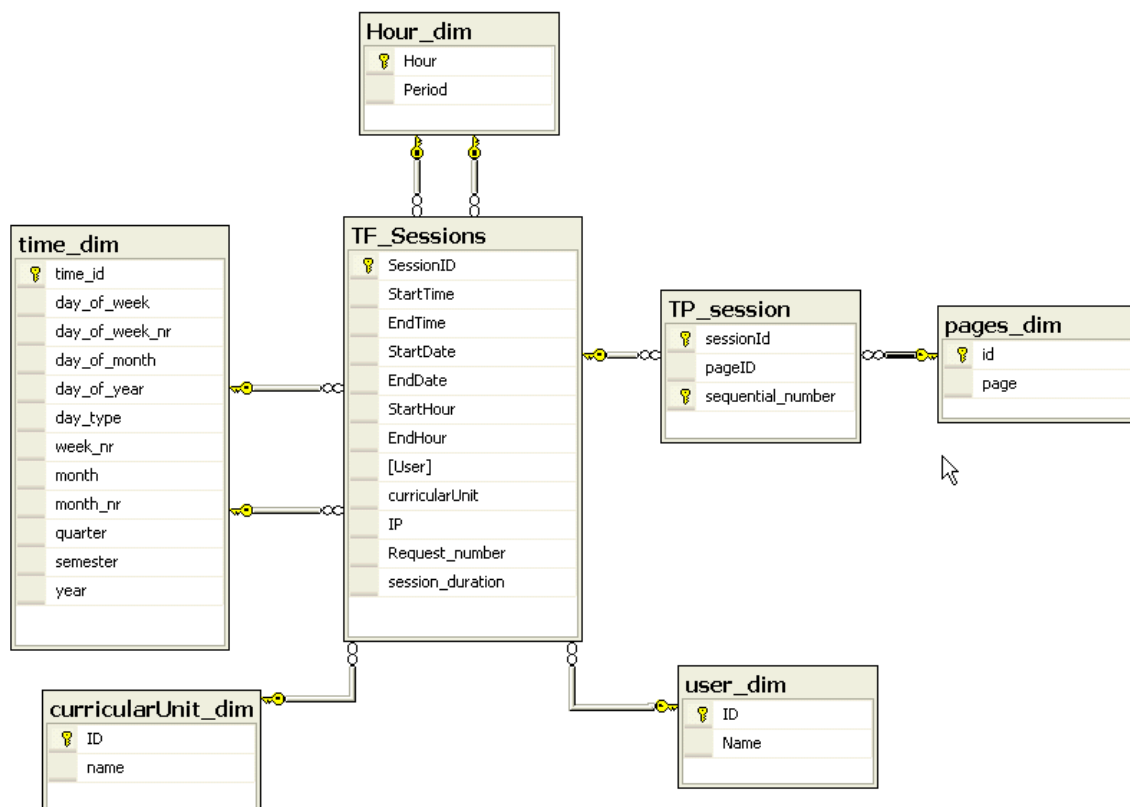 Hour_dim
Hour
Period
time_dim
time_id
day_of_week
day_of_week_nr
day_of_month
day_of_year
day_type
week_nr
month
month_nr
quarter
semester
year
TF_Sessions
SessionID
StartTime
EndTime
StartDate
EndDate
StartHour
EndHour
[User]
curricularUnit
IP
Request_number
session_duration
TP_session
sessionId
pageID
sequential_number
pages_dim
id
page
curricularUnit_dim
ID
name
user_dim
ID
Name